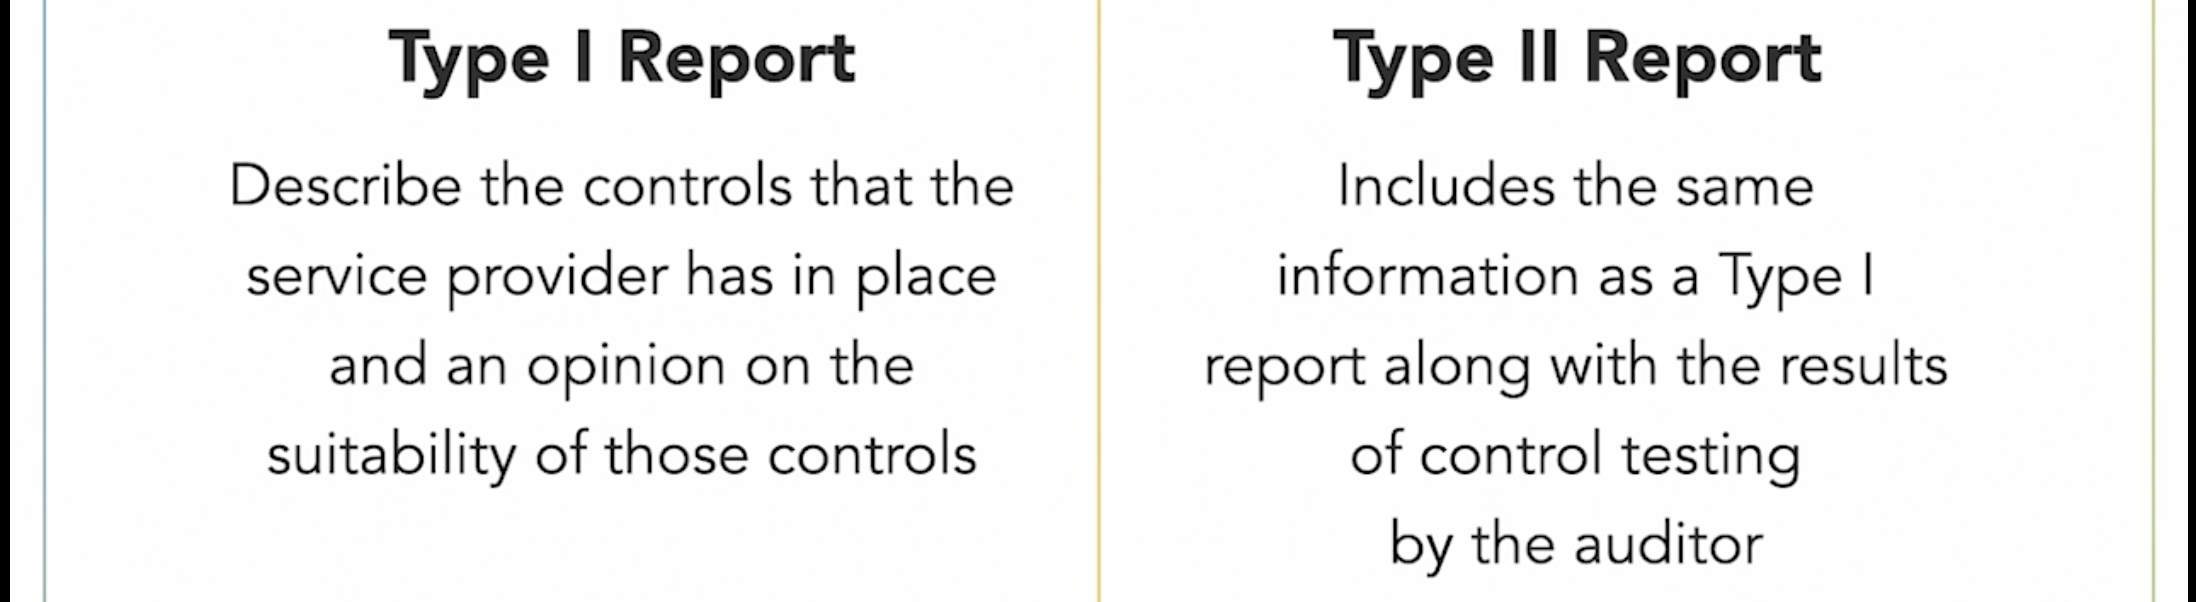 Type I Report
Describe the controls that the
service provider has in place
and an opinion on the
suitability of those controls
Type II Report
Includes the same
information as a Type I
report along with the results
of control testing
by the auditor